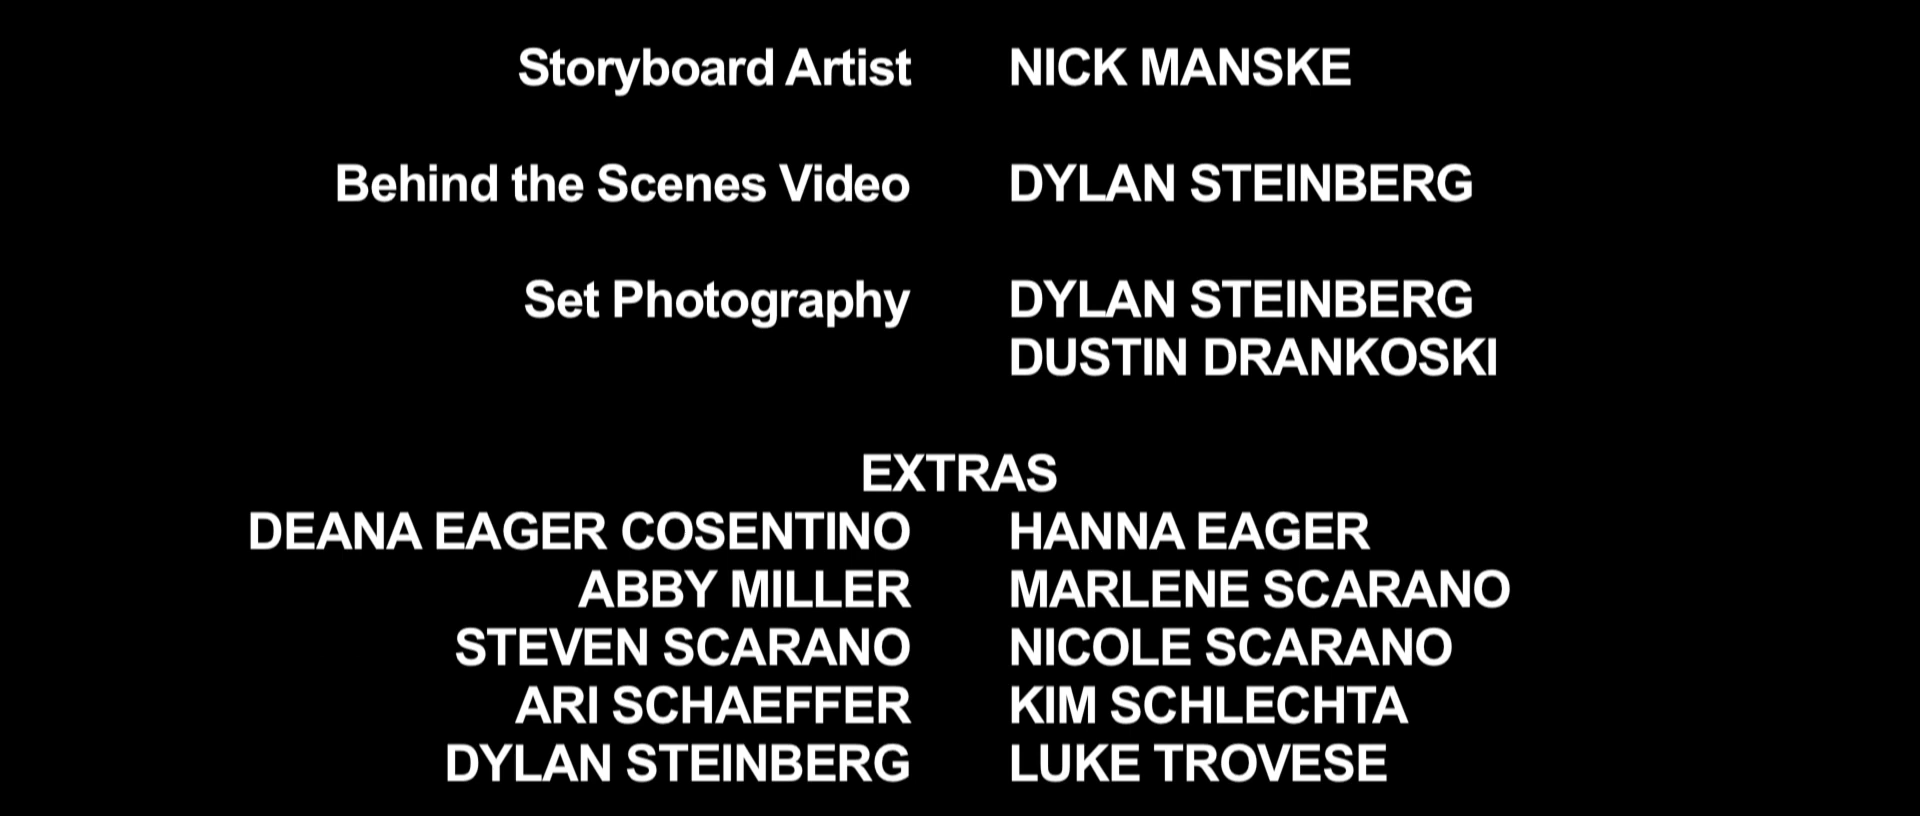 Storyboard Artist NICK MANSKE
Behind the Scenes Video DYLAN STEINBERG
Set Photography DYLAN STEINBERG
DUSTIN DRANKOSKI
EXTRAS
DEANA EAGER COSENTINO HANNA EAGER
ABBY MILLER MARLENE SCARANO
STEVEN SCARANO NICOLE SCARANO
ARI SCHAEFFER KIM SCHLECHTA
DYLAN STEINBERG LUKE TROVESE